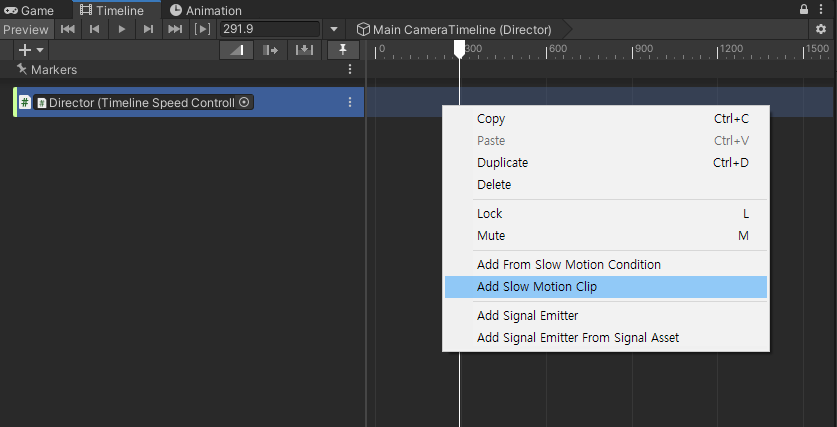 Game Timeline Animation
Preview 291.9 Main CameraTimeline (Director)
0 300 600 900 1200 1500
Markers
# # Director (Timeline Speed Controll
Copy Ctrl+C
Paste Ctrl+V
Duplicate Ctrl+D
Delete
Lock L
Mute M
Add From Slow Motion Condition
Add Slow Motion Clip
Add Signal Emitter
Add Signal Emitter From Signal Asset